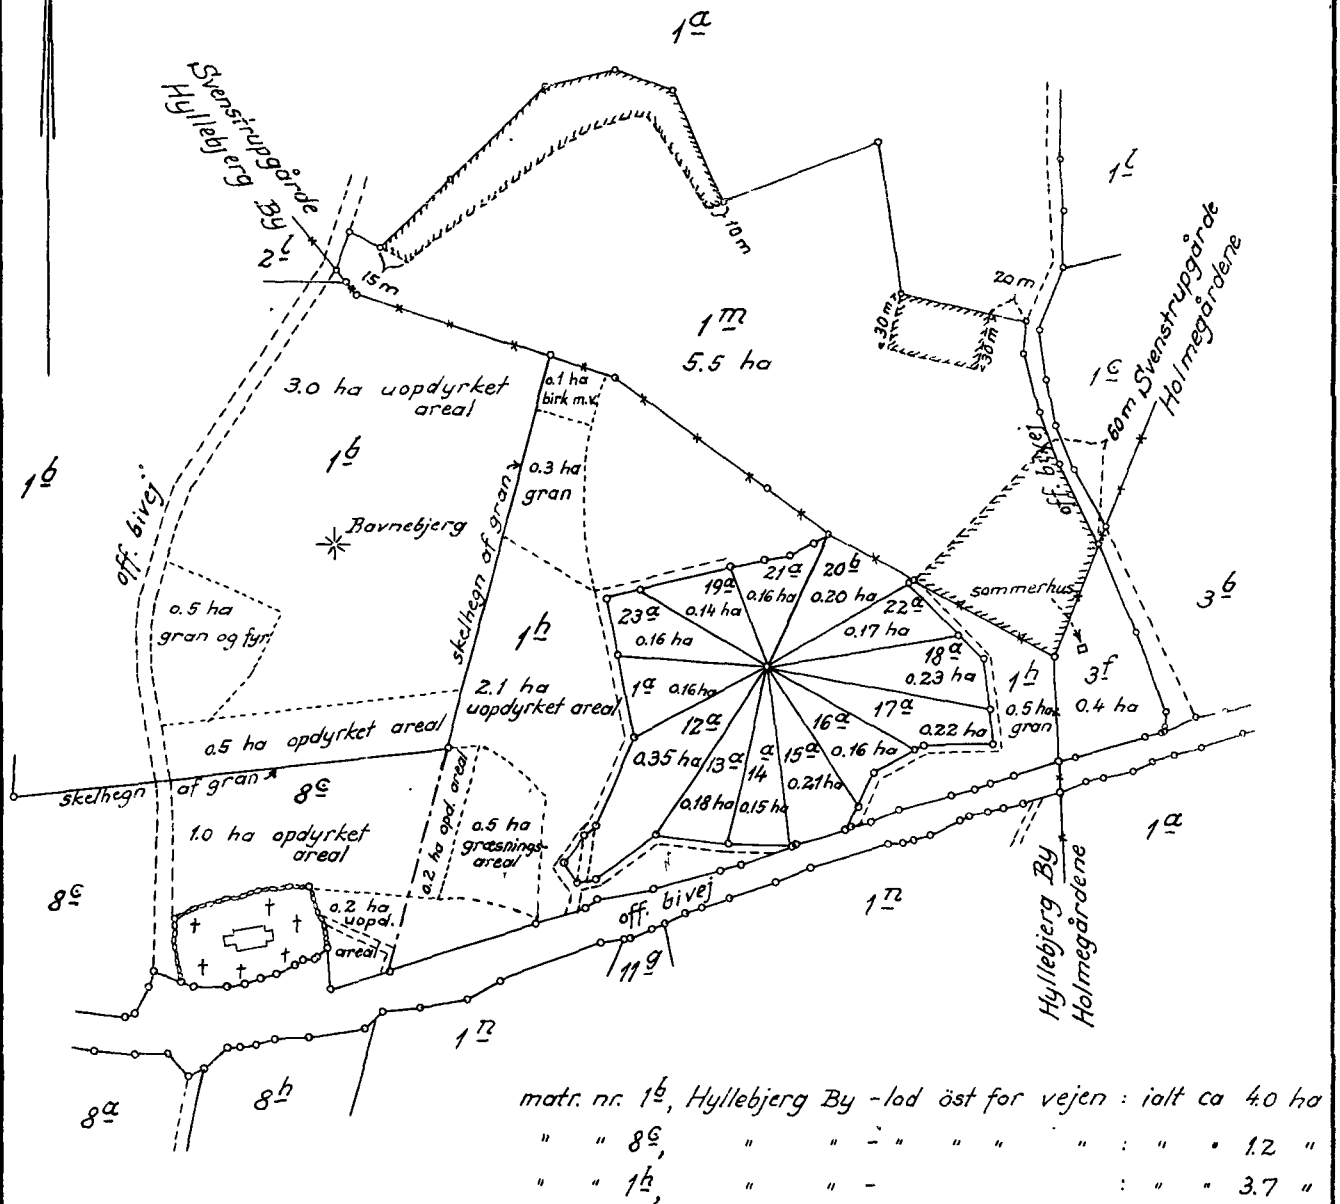 1a
Svenstrupgårde
Hyllebjerg By
2l
15 m
10 m
1l
20 m
30 m
30 m
1m
5.5 ha
1c
60 m Svenstrupgårde
Holmegårdene
3.0 ha uopdyrket
areal
0.1 ha
birk m.v.
1b
1b
0.3 ha
gran
off. bivej
off. bivej
skelhegn af gran
Ravnebjerg
0.5 ha
gran og fyr
1h
2.1 ha
uopdyrket areal
0.5 ha opdyrket areal
23a
0.16 ha
19a
0.14 ha
21a
0.16 ha
20b
0.20 ha
22a
0.17 ha
18a
0.23 ha
17a
0.22 ha
16a
0.16 ha
15a
0.21 ha
14a
0.15 ha
13a
0.18 ha
12a
0.35 ha
1a 0.16 ha
sommerhus
3b
1h
0.5 ha
gran
3f
0.4 ha
skelhegn af gran
8c
1.0 ha opdyrket
areal
0.2 ha opd. areal
0.5 ha
græsnings-
areal
8c
0.2 ha
uopd.
areal
off. bivej
11g
1n
1a
Hyllebjerg By
Holmegårdene
1n
8a
8h
matr. nr. 1b, Hyllebjerg By - lod öst for vejen : ialt ca 4.0 ha
" " 8c, " " - " " " " : " " 1.2 "
" " 1h, " " - : " " 3.7 "